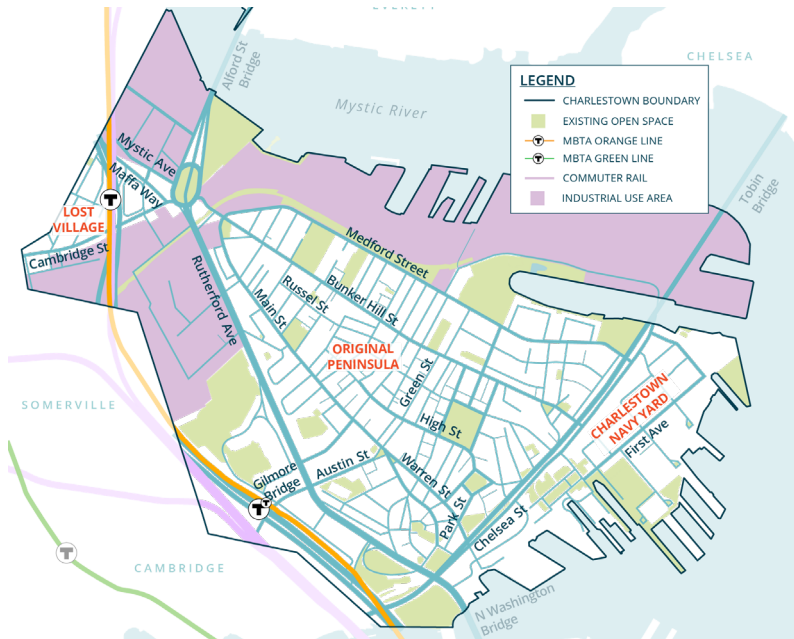 EVERETT
CHELSEA
Alford St
Bridge
Mystic River
LEGEND
CHARLESTOWN BOUNDARY
EXISTING OPEN SPACE
T
MBTA ORANGE LINE
T
MBTA GREEN LINE
COMMUTER RAIL
INDUSTRIAL USE AREA
Tobin
Bridge
Mystic Ave
Maffa Way
T
LOST
VILLAGE
Cambridge St
Rutherford Ave
Medford Street
Bunker Hill St
Russel St
Main St
ORIGINAL
PENINSULA
Green St
High St
CHARLESTOWN
NAVY YARD
First Ave
SOMERVILLE
Gilmore
Bridge
Austin St
Warren St
Park St
Chelsea St
T
T
T
CAMBRIDGE
N Washington
Bridge